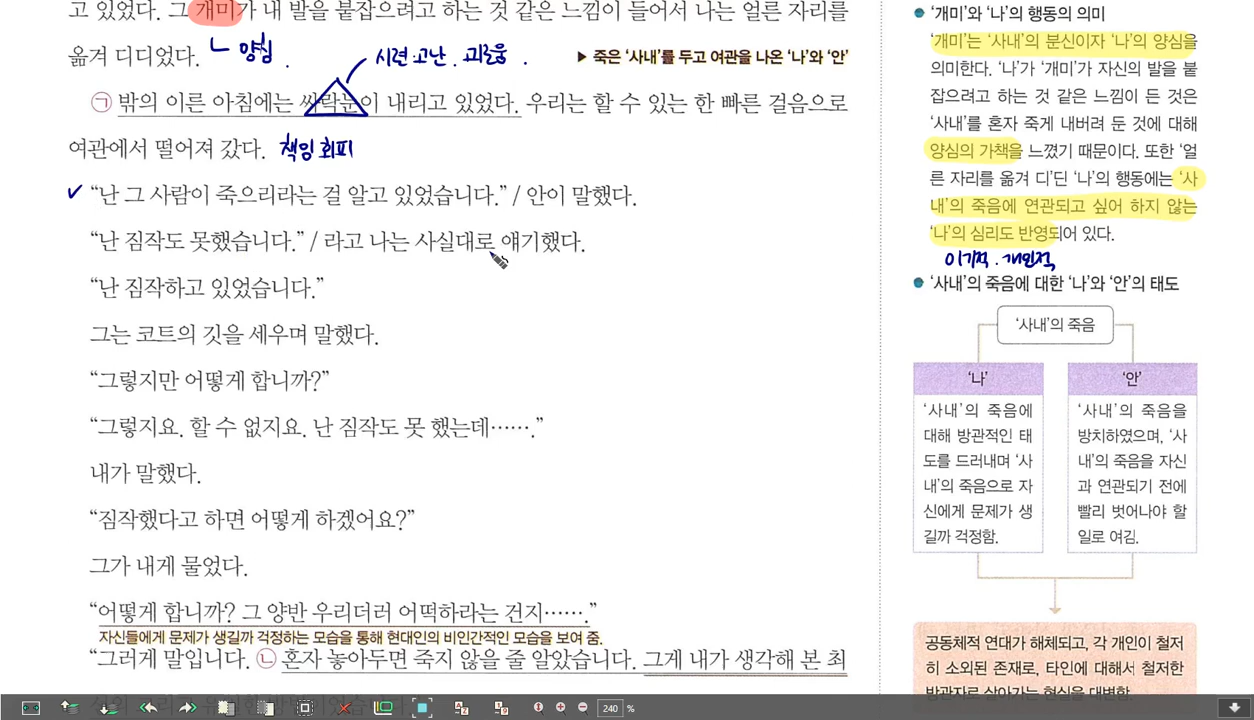 고 있었다. 그 개미가 내 발을 붙잡으려고 하는 것 같은 느낌이 들어서 나는 얼른 자리를
옮겨 디디었다.
ㄴ 양심
시련. 고난. 괴로움.
▶ 죽은 ‘사내’를 두고 여관을 나온 ‘나’와 ‘안’
㉠ 밖의 이른 아침에는 싸락눈이 내리고 있었다. 우리는 할 수 있는 한 빠른 걸음으로
여관에서 떨어져 갔다.
책임 회피
✔ “난 그 사람이 죽으리라는 걸 알고 있었습니다.” / 안이 말했다.
“난 짐작도 못했습니다.” / 라고 나는 사실대로 얘기했다.
“난 짐작하고 있었습니다.”
그는 코트의 깃을 세우며 말했다.
“그렇지만 어떻게 합니까?”
“그렇지요. 할 수 없지요. 난 짐작도 못 했는데…….”
내가 말했다.
“짐작했다고 하면 어떻게 하겠어요?”
그가 내게 물었다.
“어떻게 합니까? 그 양반 우리더러 어떡하라는 건지…….”
자신들에게 문제가 생길까 걱정하는 모습을 통해 현대인의 비인간적인 모습을 보여 줌.
“그러게 말입니다. ㉡ 혼자 놓아두면 죽지 않을 줄 알았습니다. 그게 내가 생각해 본 최
● ‘개미’와 ‘나’의 행동의 의미
‘개미’는 ‘사내’의 분신이자 ‘나’의 양심을
의미한다. ‘나’가 ‘개미’가 자신의 발을 붙
잡으려고 하는 것 같은 느낌이 든 것은
‘사내’를 혼자 죽게 내버려 둔 것에 대해
양심의 가책을 느꼈기 때문이다. 또한 ‘얼
른 자리를 옮겨 디’딘 ‘나’의 행동에는 ‘사
내’의 죽음에 연관되고 싶어 하지 않는
‘나’의 심리도 반영되어 있다.
이기적. 개인적
● ‘사내’의 죽음에 대한 ‘나’와 ‘안’의 태도
‘사내’의 죽음
‘나’
‘사내’의 죽음에
대해 방관적인 태
도를 드러내며 ‘사
내’의 죽음으로 자
신에게 문제가 생
길까 걱정함.
‘안’
‘사내’의 죽음을
방치하였으며, ‘사
내’의 죽음을 자신
과 연관되기 전에
빨리 벗어나야 할
일로 여김.
공동체적 연대가 해체되고, 각 개인이 철저
히 소외된 존재로, 타인에 대해서 철저한
방관자로 살아가는 현실을 대변함.
240 %